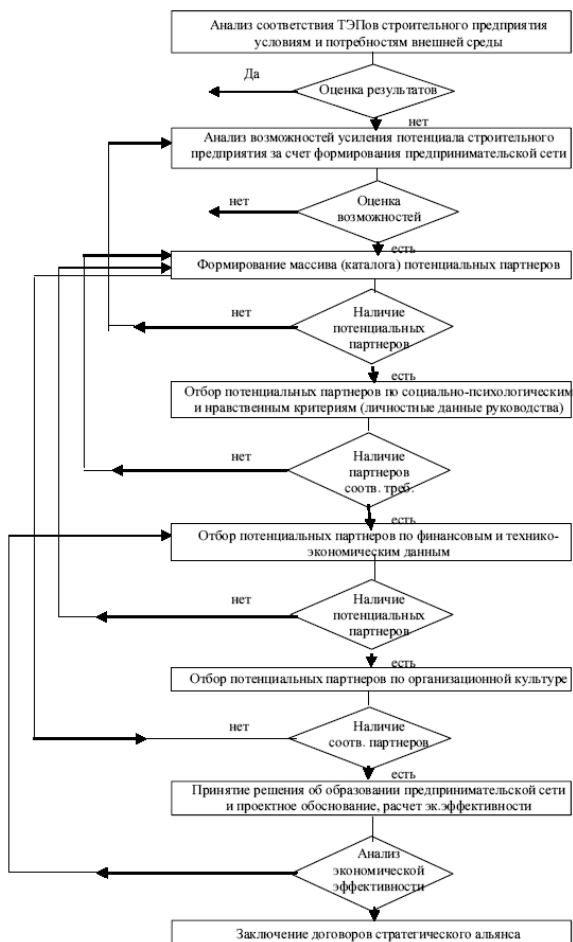 Анализ соответствия ТЭПов строительного предприятия
условиям и потребностям внешней среды
Да
Оценка результатов
нет
Анализ возможностей усиления потенциала строительного
предприятия за счет формирования предпринимательской сети
нет
Оценка
возможностей
есть
Формирование массива (каталога) потенциальных партнеров
нет
Наличие
потенциальных
партнеров
есть
Отбор потенциальных партнеров по социально-психологическим
и нравственным критериям (личностные данные руководства)
нет
Наличие
партнеров
соотв. треб.
есть
Отбор потенциальных партнеров по финансовым и технико-
экономическим данным
нет
Наличие
потенциальных
партнеров
есть
Отбор потенциальных партнеров по организационной культуре
нет
Наличие
соотв. партнеров
есть
Принятие решения об образовании предпринимательской сети
и проектное обоснование, расчет эк.эффективности
Анализ
экономической
эффективности
Заключение договоров стратегического альянса